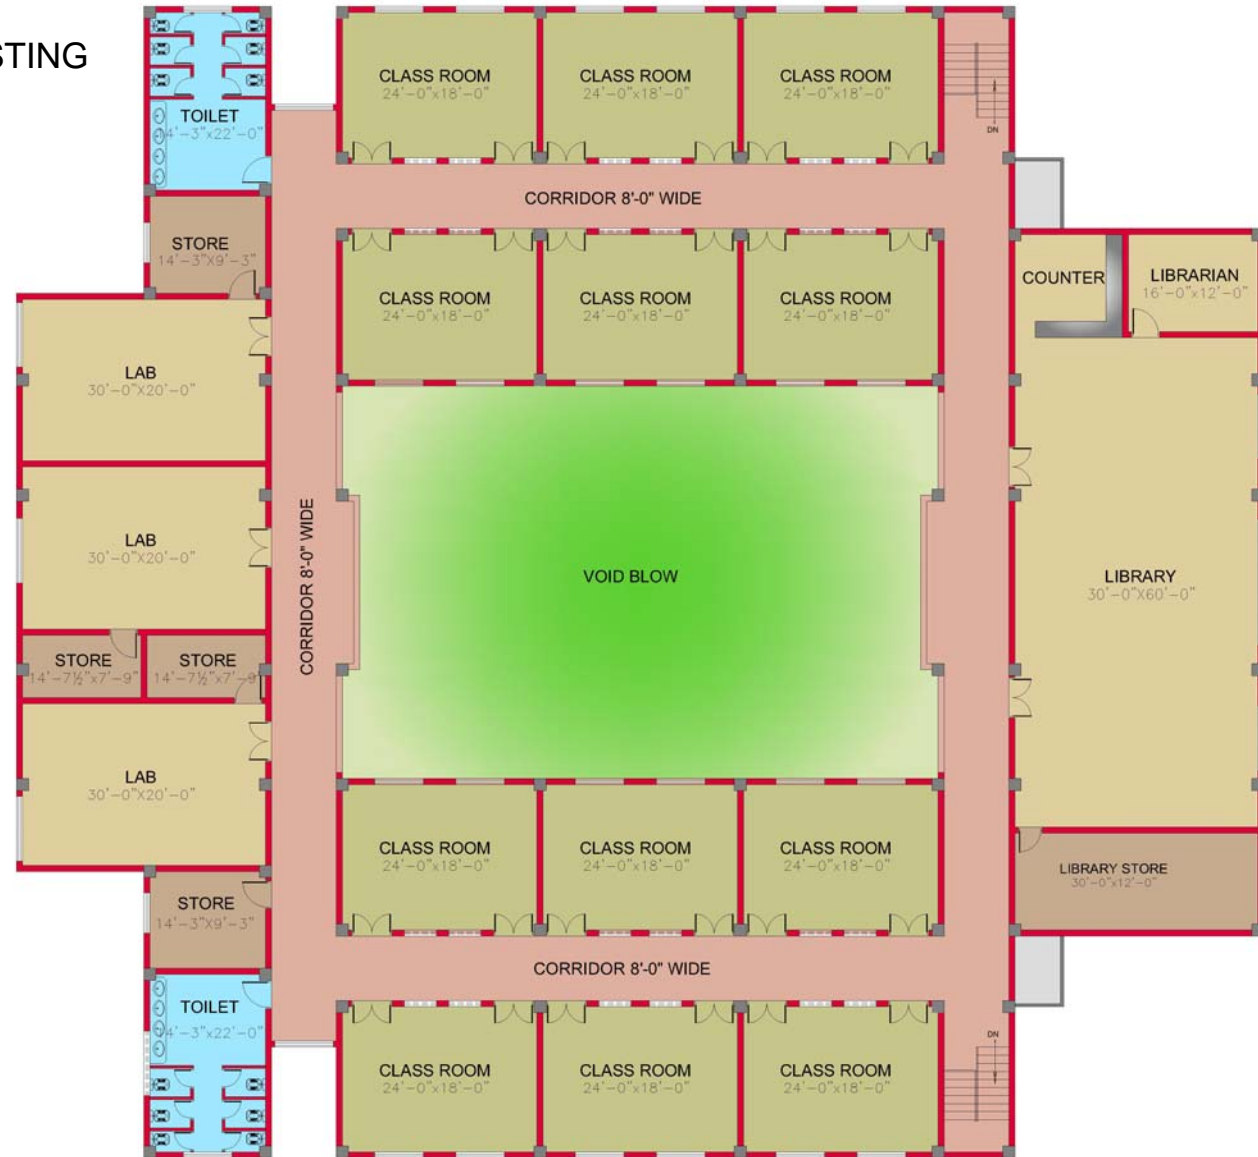 STING
CLASS ROOM
24'-0"x18'-0"
CLASS ROOM
24'-0"x18'-0"
CLASS ROOM
24'-0"x18'-0"
TOILET
14'-3"x22'-0"
DN
CORRIDOR 8'-0" WIDE
STORE
14'-3"X9'-3"
CLASS ROOM
24'-0"x18'-0"
CLASS ROOM
24'-0"x18'-0"
CLASS ROOM
24'-0"x18'-0"
COUNTER
LIBRARIAN
16'-0"x12'-0"
LAB
30'-0"X20'-0"
LAB
30'-0"X20'-0"
CORRIDOR 8'-0" WIDE
VOID BLOW
LIBRARY
30'-0"X60'-0"
STORE
14'-7½"x7'-9"
STORE
14'-7½"x7'-9
LAB
30'-0"X20'-0"
CLASS ROOM
24'-0"x18'-0"
CLASS ROOM
24'-0"x18'-0"
CLASS ROOM
24'-0"x18'-0"
LIBRARY STORE
30'-0"x12'-0"
STORE
14'-3"X9'-3"
CORRIDOR 8'-0" WIDE
TOILET
14'-3"x22'-0"
DN
CLASS ROOM
24'-0"x18'-0"
CLASS ROOM
24'-0"x18'-0"
CLASS ROOM
24'-0"x18'-0"